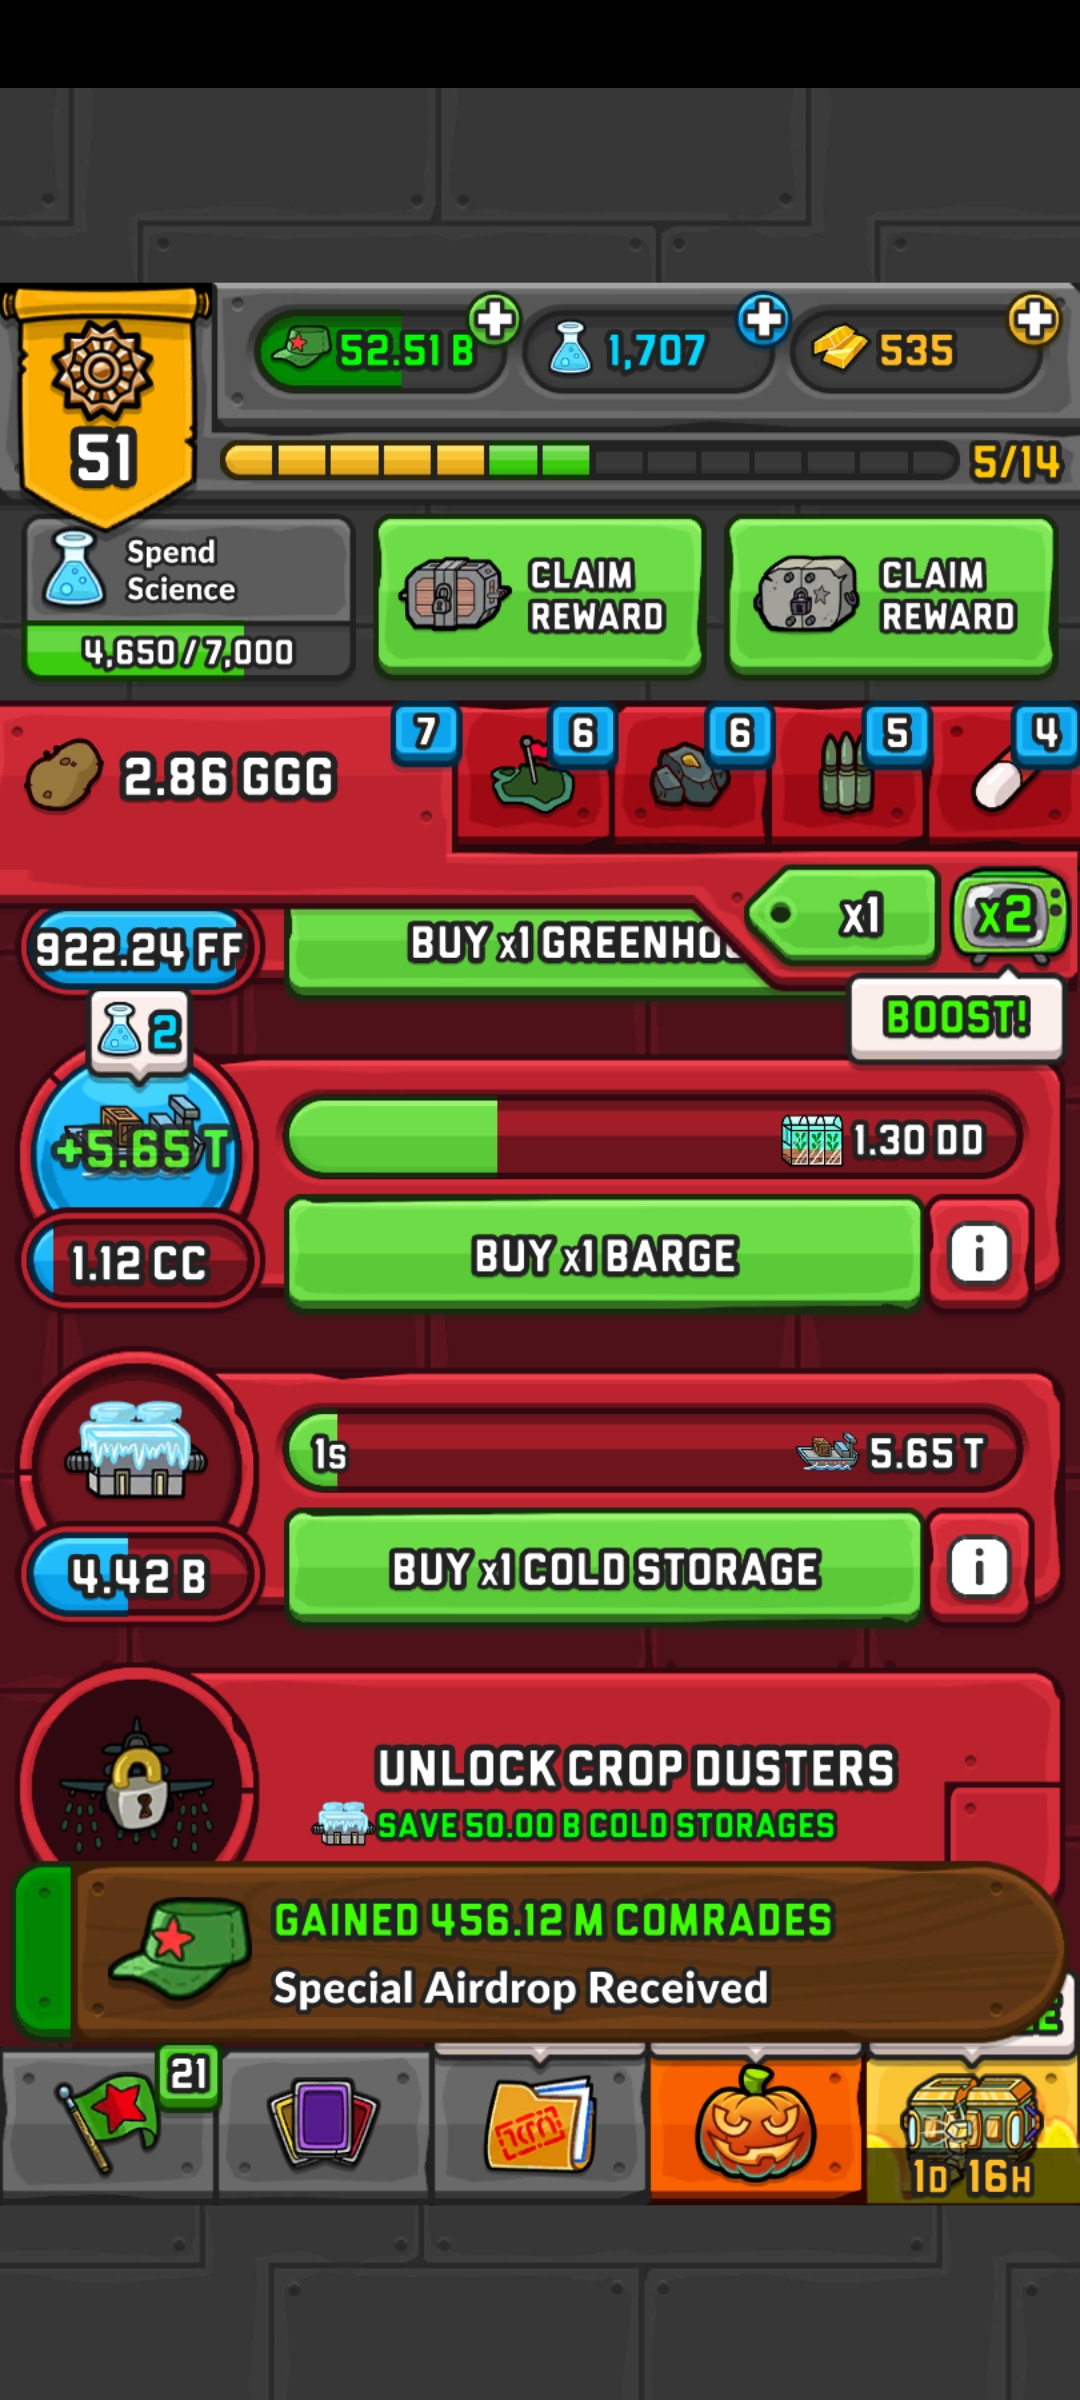 52.51 B
1,707
535
51
5/14
Spend
Science
4,650/7,000
CLAIM
REWARD
CLAIM
REWARD
2.86 GGG
7
6
6
5
4
x1
x2
BOOST!
922.24 FF
BUY x1
2
+5.65 T
1.30 DD
1.12 CC
BUY x1 BARGE
i
1s
5.65 T
4.42 B
BUY x1 COLD STORAGE
i
UNLOCK CROP DUSTERS
SAVE 50.00 B COLD STORAGES
GAINED 456.12 M COMRADES
Special Airdrop Received
21
1D 16H